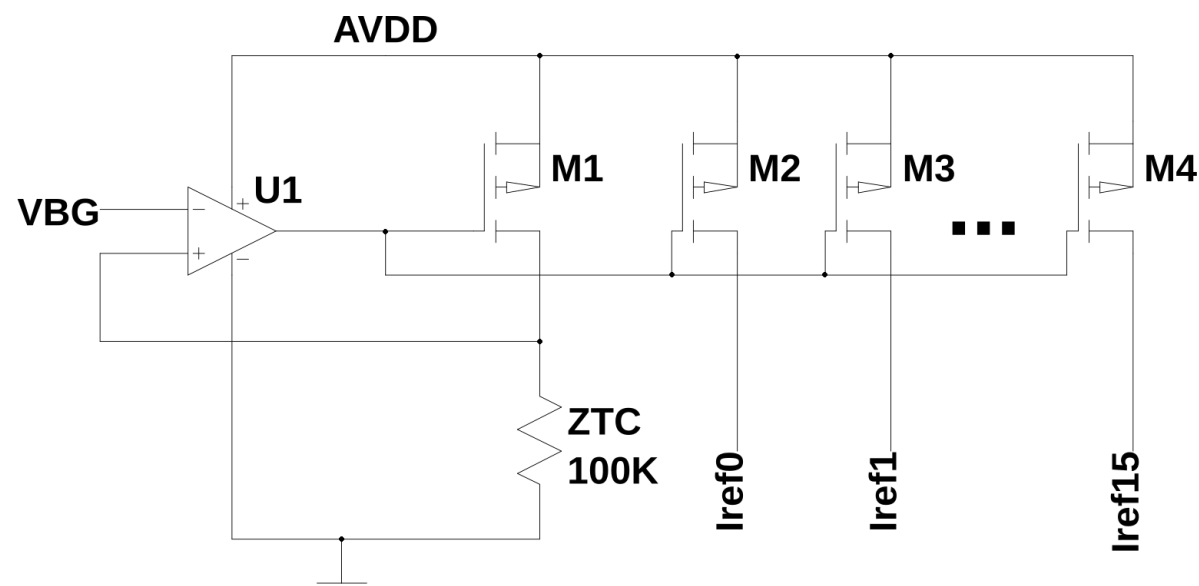 AVDD
M1
M2
M3
M4
U1
VBG
+
−
−
+
ZTC
100K
Iref0
Iref1
Iref15